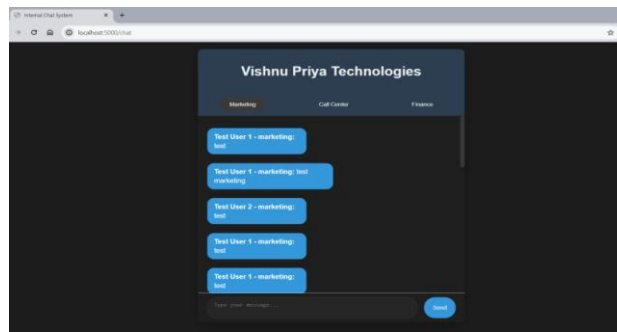 Internal Chat System
localhost:5000/chat
Vishnu Priya Technologies
Marketing Call Center Finance
Test User 1 - marketing:
test
Test User 1 - marketing: test
marketing
Test User 2 - marketing:
test
Test User 1 - marketing:
test
Test User 1 - marketing:
test
Type your message...
Send